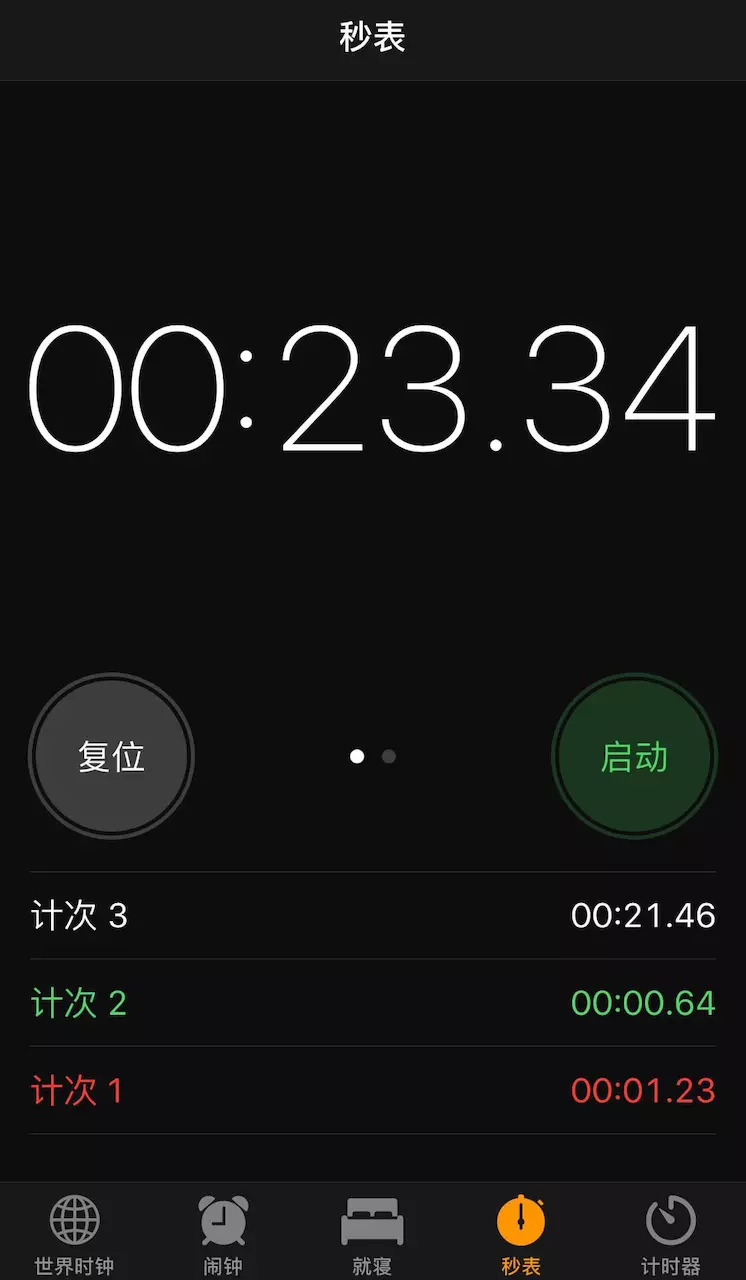 秒表
00:23.34
复位
启动
计次 3 00:21.46
计次 2 00:00.64
计次 1 00:01.23
世界时钟 闹钟 就寝 秒表 计时器